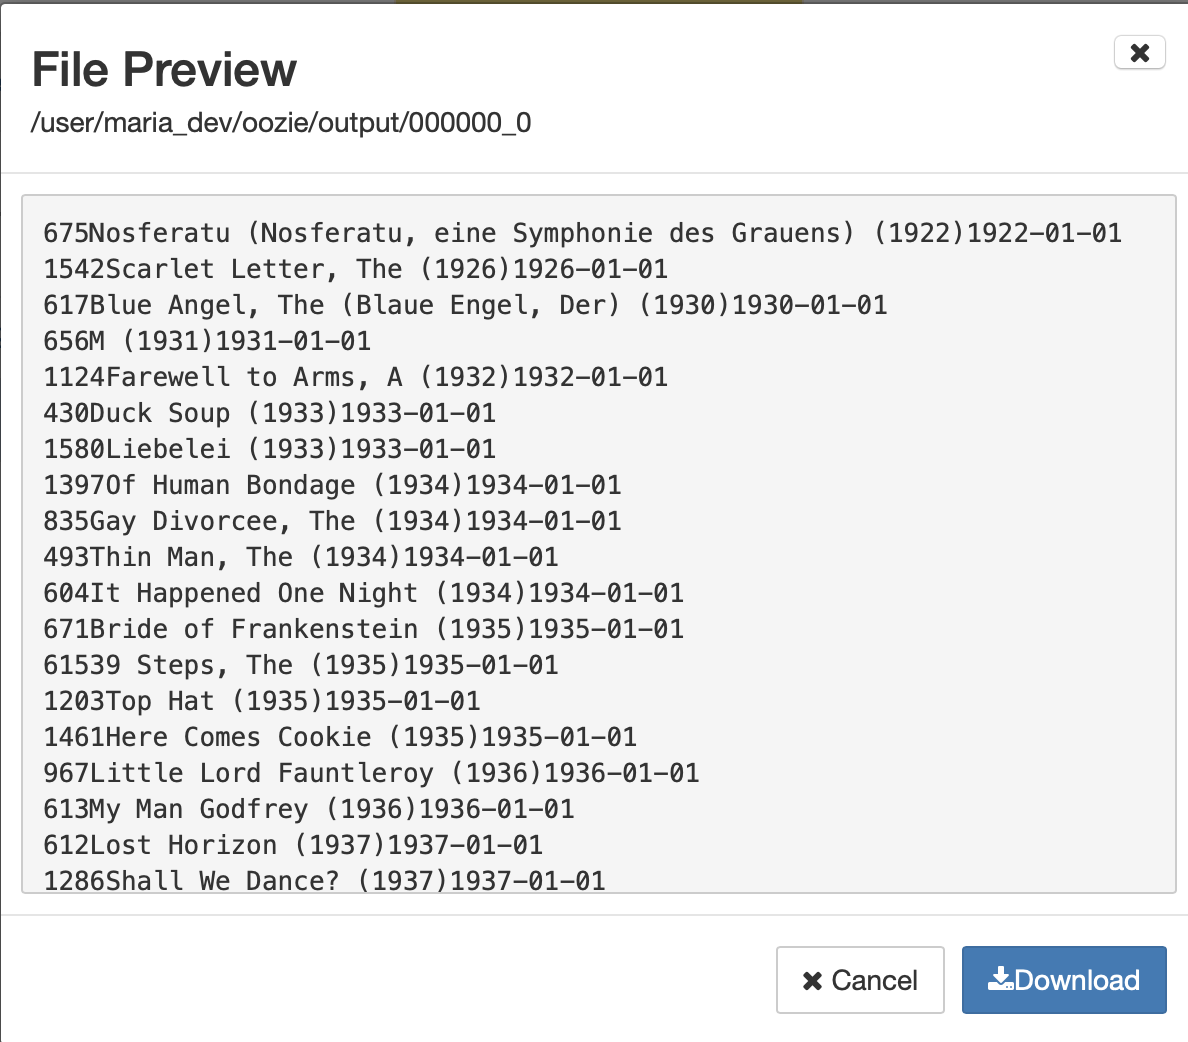 File Preview
/user/maria_dev/oozie/output/000000_0
675Nosferatu (Nosferatu, eine Symphonie des Grauens) (1922)1922-01-01
1542Scarlet Letter, The (1926)1926-01-01
617Blue Angel, The (Blaue Engel, Der) (1930)1930-01-01
656M (1931)1931-01-01
1124Farewell to Arms, A (1932)1932-01-01
430Duck Soup (1933)1933-01-01
1580Liebelei (1933)1933-01-01
1397Of Human Bondage (1934)1934-01-01
835Gay Divorcee, The (1934)1934-01-01
493Thin Man, The (1934)1934-01-01
604It Happened One Night (1934)1934-01-01
671Bride of Frankenstein (1935)1935-01-01
61539 Steps, The (1935)1935-01-01
1203Top Hat (1935)1935-01-01
1461Here Comes Cookie (1935)1935-01-01
967Little Lord Fauntleroy (1936)1936-01-01
613My Man Godfrey (1936)1936-01-01
612Lost Horizon (1937)1937-01-01
1286Shall We Dance? (1937)1937-01-01
Cancel
Download